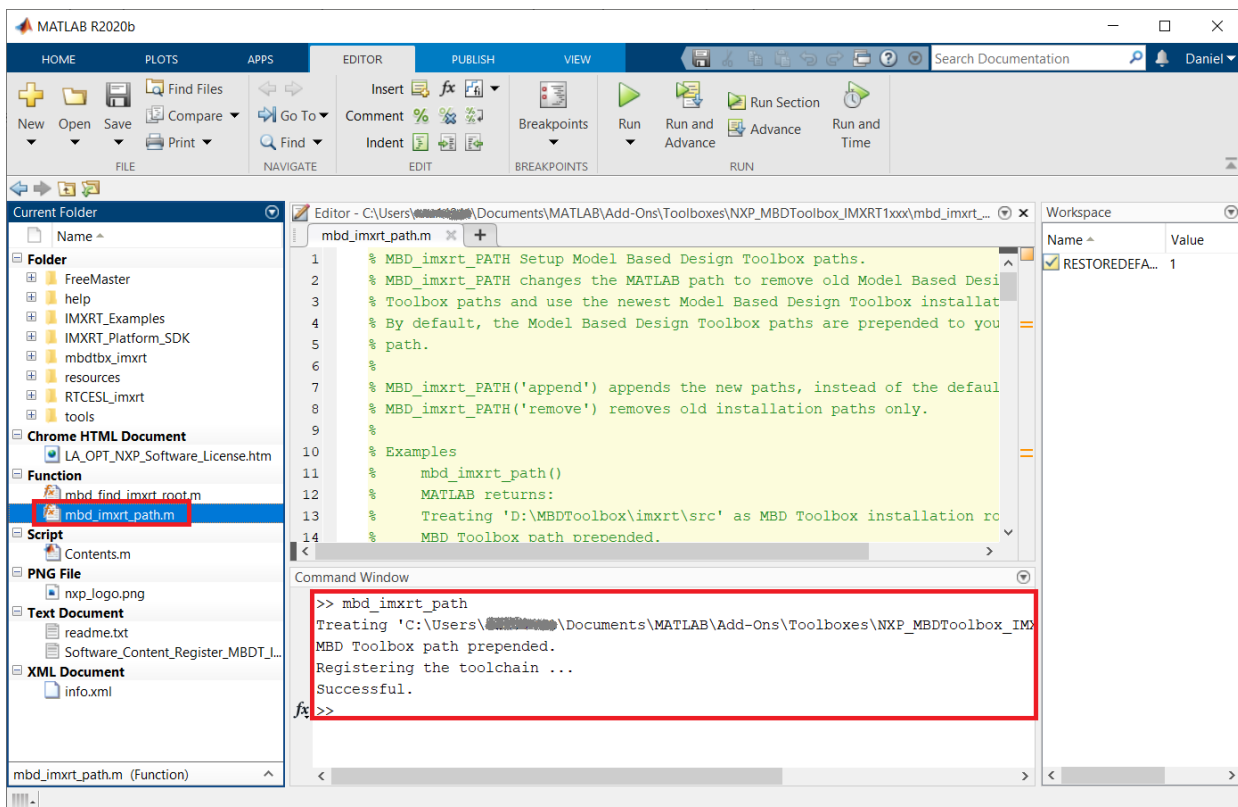 MATLAB R2020b
HOME PLOTS APPS EDITOR PUBLISH VIEW Search Documentation Daniel
New Open Save Find Files Compare Print
FILE
Go To Find
NAVIGATE
Insert fx
Comment %
Indent
EDIT
Breakpoints
BREAKPOINTS
Run Run and Advance Run Section Advance Run and Time
RUN
Current Folder
Name
Folder
FreeMaster
help
IMXRT_Examples
IMXRT_Platform_SDK
mbdtbx_imxrt
resources
RTCESL_imxrt
tools
Chrome HTML Document
LA_OPT_NXP_Software_License.htm
Function
mbd_find_imxrt_root.m
mbd_imxrt_path.m
Script
Contents.m
PNG File
nxp_logo.png
Text Document
readme.txt
Software_Content_Register_MBDT_I...
XML Document
info.xml
mbd_imxrt_path.m (Function)
Editor - C:\Users\ \Documents\MATLAB\Add-Ons\Toolboxes\NXP_MBDToolbox_IMXRT1xxx\mbd_imxrt_...
mbd_imxrt_path.m
1 % MBD_imxrt_PATH Setup Model Based Design Toolbox paths.
2 % MBD_imxrt_PATH changes the MATLAB path to remove old Model Based Desi
3 % Toolbox paths and use the newest Model Based Design Toolbox installat
4 % By default, the Model Based Design Toolbox paths are prepended to you
5 % path.
6 %
7 % MBD_imxrt_PATH('append') appends the new paths, instead of the defaul
8 % MBD_imxrt_PATH('remove') removes old installation paths only.
9 %
10 % Examples
11 % mbd_imxrt_path()
12 % MATLAB returns:
13 % Treating 'D:\MBDToolbox\imxrt\src' as MBD Toolbox installation ro
14 % MBD Toolbox path prepended.
Command Window
>> mbd_imxrt_path
Treating 'C:\Users\ \Documents\MATLAB\Add-Ons\Toolboxes\NXP_MBDToolbox_IMX
MBD Toolbox path prepended.
Registering the toolchain ...
Successful.
fx >>
Workspace
Name Value
RESTOREDEFA... 1